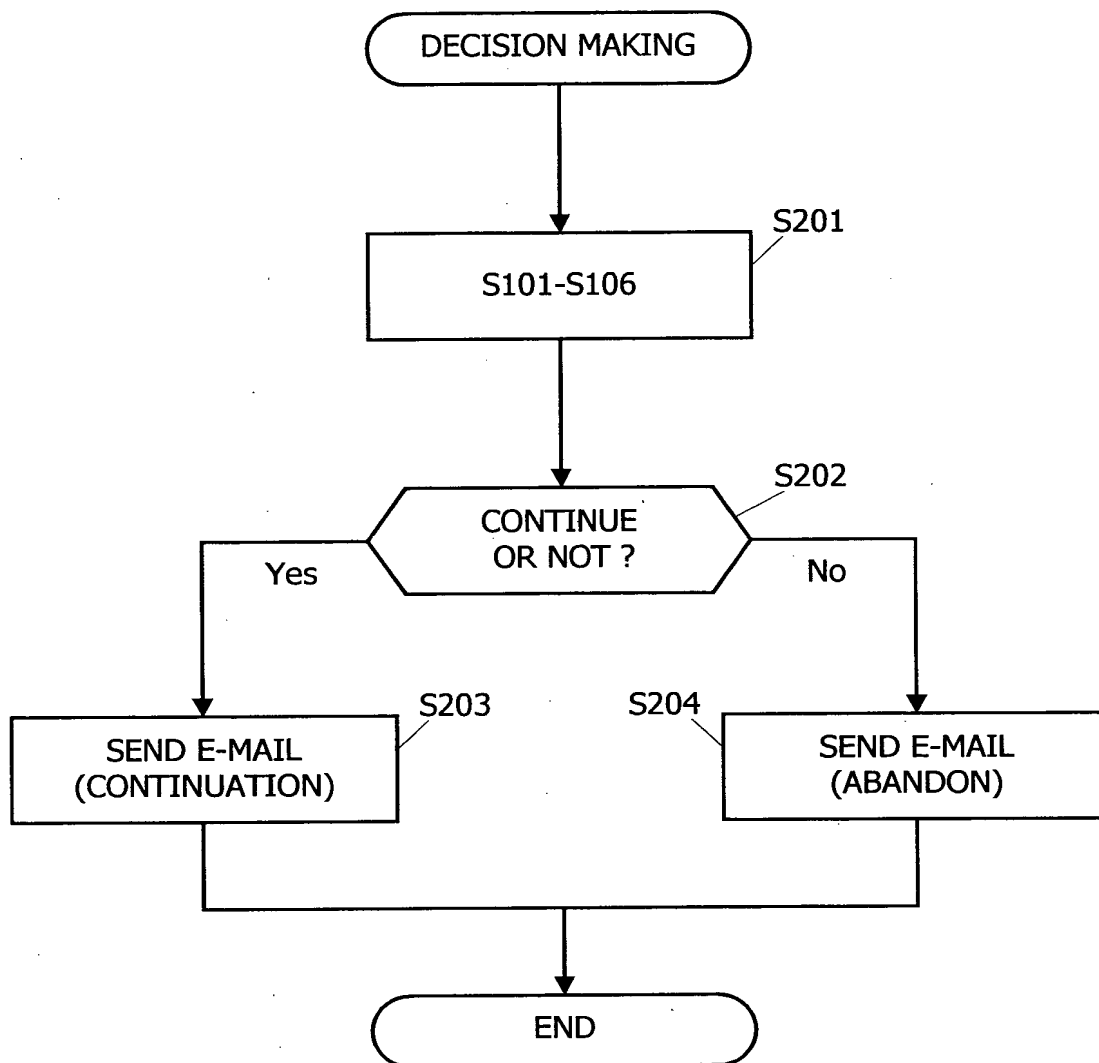 DECISION MAKING
S201
S101-S106
S202
CONTINUE
OR NOT ?
Yes
No
S203
S204
SEND E-MAIL
(CONTINUATION)
SEND E-MAIL
(ABANDON)
END